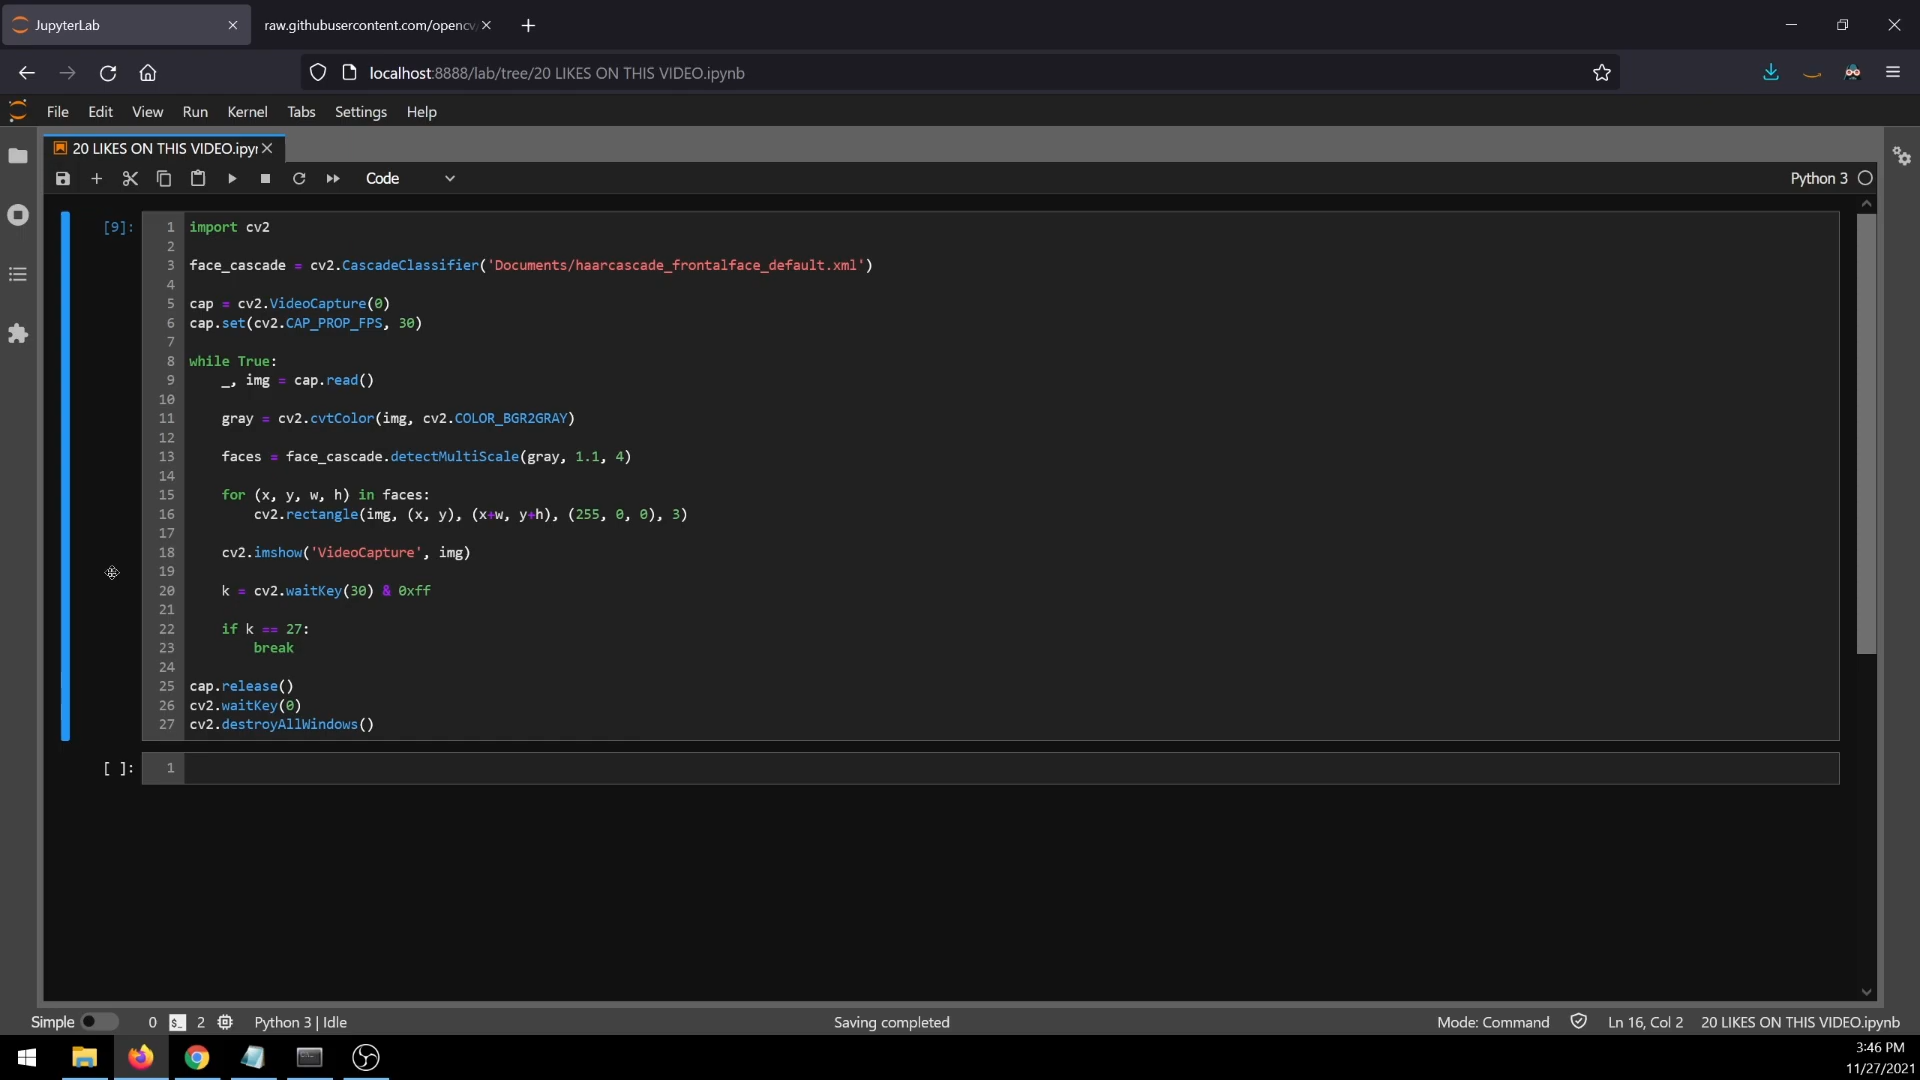 JupyterLab
raw.githubusercontent.com/opencv
localhost:8888/lab/tree/20 LIKES ON THIS VIDEO.ipynb
File Edit View Run Kernel Tabs Settings Help
20 LIKES ON THIS VIDEO.ipyn
Code
Python 3
[9]:
1 import cv2
2
3 face_cascade = cv2.CascadeClassifier('Documents/haarcascade_frontalface_default.xml')
4
5 cap = cv2.VideoCapture(0)
6 cap.set(cv2.CAP_PROP_FPS, 30)
7
8 while True:
9     _, img = cap.read()
10
11     gray = cv2.cvtColor(img, cv2.COLOR_BGR2GRAY)
12
13     faces = face_cascade.detectMultiScale(gray, 1.1, 4)
14
15     for (x, y, w, h) in faces:
16         cv2.rectangle(img, (x, y), (x+w, y+h), (255, 0, 0), 3)
17
18     cv2.imshow('VideoCapture', img)
19
20     k = cv2.waitKey(30) & 0xff
21
22     if k == 27:
23         break
24
25 cap.release()
26 cv2.waitKey(0)
27 cv2.destroyAllWindows()
[ ]: 1
Simple 0 $_ 2 Python 3 | Idle Saving completed Mode: Command Ln 16, Col 2 20 LIKES ON THIS VIDEO.ipynb
3:46 PM
11/27/2021